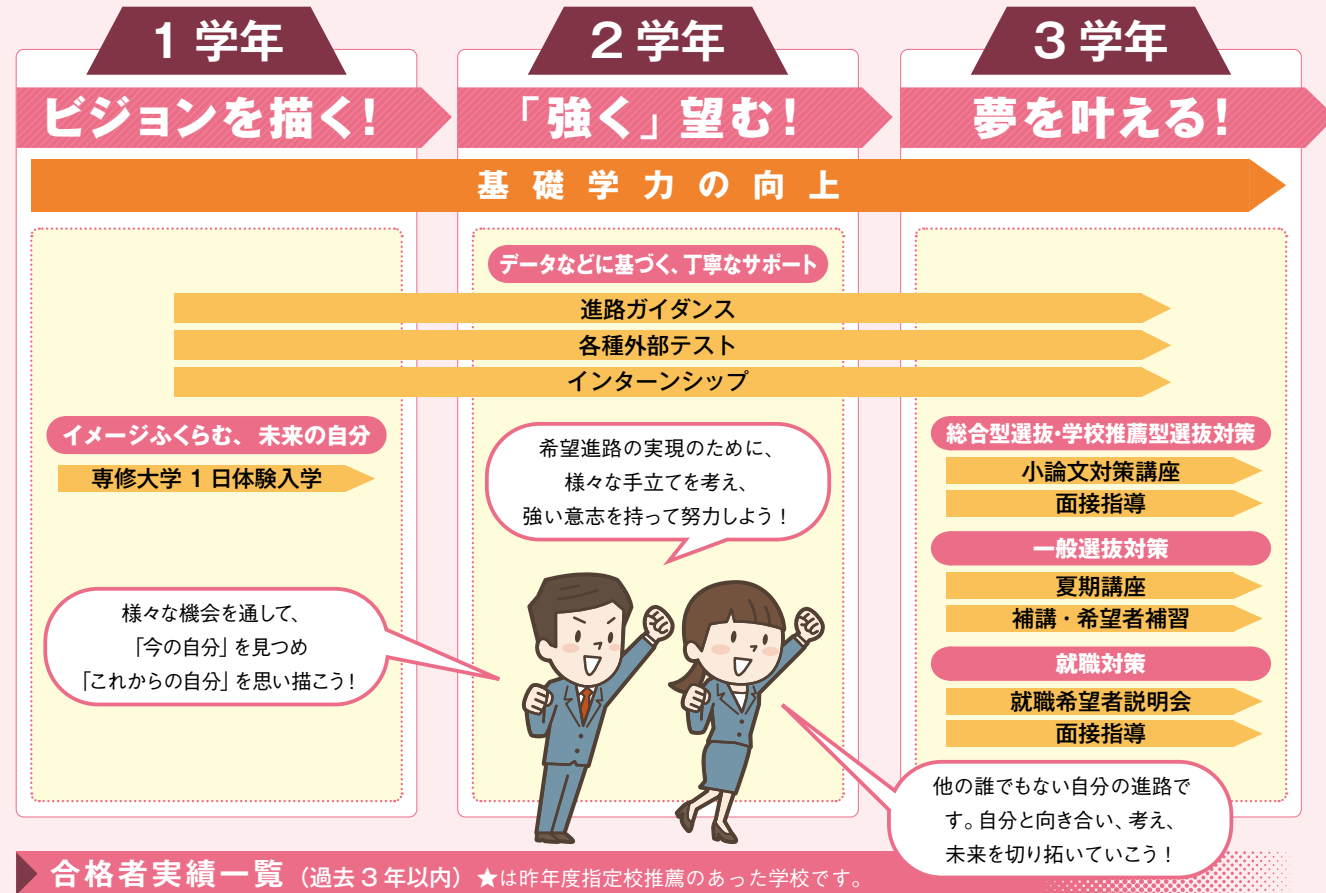 1 学年
ビジョンを描く!
2 学年
「強く」望む!
3 学年
夢を叶える!
基礎学力の向上
データなどに基づく、丁寧なサポート
進路ガイダンス
各種外部テスト
インターンシップ
イメージふくらむ、未来の自分
専修大学 1 日体験入学
様々な機会を通して、
「今の自分」を見つめ
「これからの自分」を思い描こう!
希望進路の実現のために、
様々な手立てを考え、
強い意志を持って努力しよう!
総合型選抜・学校推薦型選抜対策
小論文対策講座
面接指導
一般選抜対策
夏期講座
補講・希望者補習
就職対策
就職希望者説明会
面接指導
他の誰でもない自分の進路で
す。自分と向き合い、考え、
未来を切り拓いていこう!
合格者実績一覧(過去3年以内)★は昨年度指定校推薦のあった学校です。